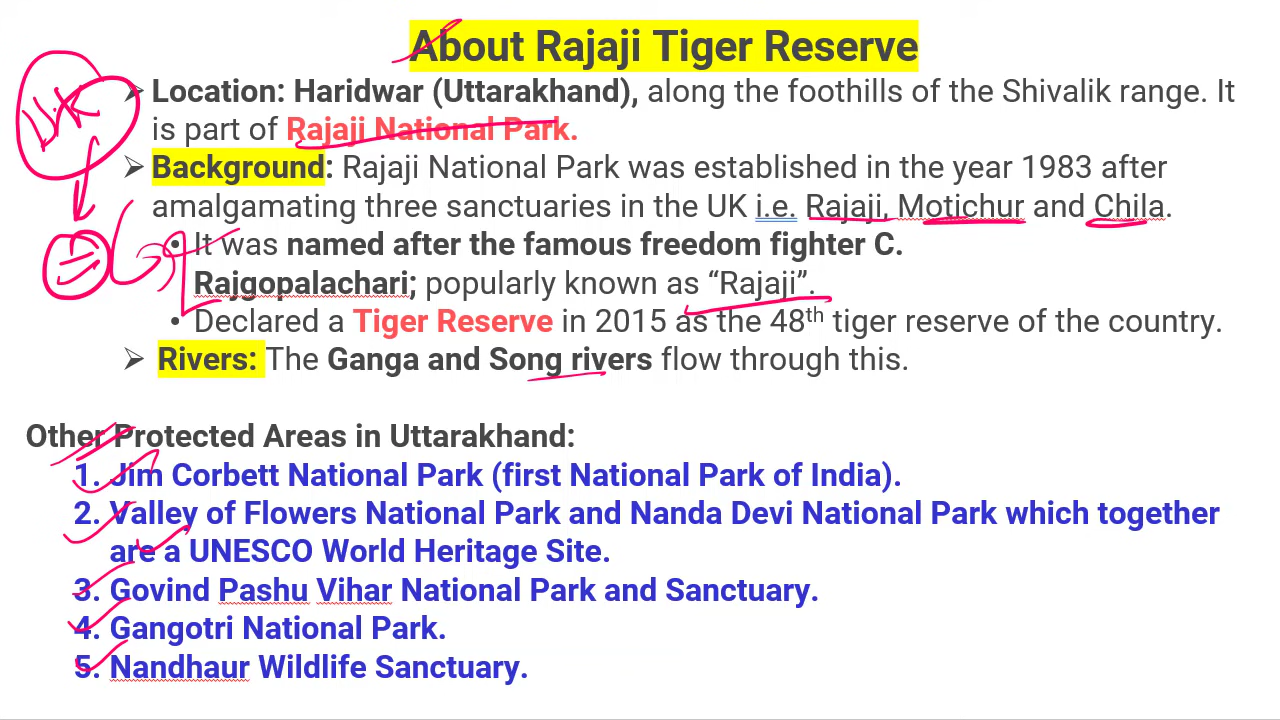 About Rajaji Tiger Reserve
➢ Location: Haridwar (Uttarakhand), along the foothills of the Shivalik range. It
is part of Rajaji National Park.
➢ Background: Rajaji National Park was established in the year 1983 after
amalgamating three sanctuaries in the UK i.e. Rajaji, Motichur and Chila.
• It was named after the famous freedom fighter C.
Rajgopalachari; popularly known as “Rajaji”.
• Declared a Tiger Reserve in 2015 as the 48th tiger reserve of the country.
➢ Rivers: The Ganga and Song rivers flow through this.
Other Protected Areas in Uttarakhand:
1. Jim Corbett National Park (first National Park of India).
2. Valley of Flowers National Park and Nanda Devi National Park which together
are a UNESCO World Heritage Site.
3. Govind Pashu Vihar National Park and Sanctuary.
4. Gangotri National Park.
5. Nandhaur Wildlife Sanctuary.
UK